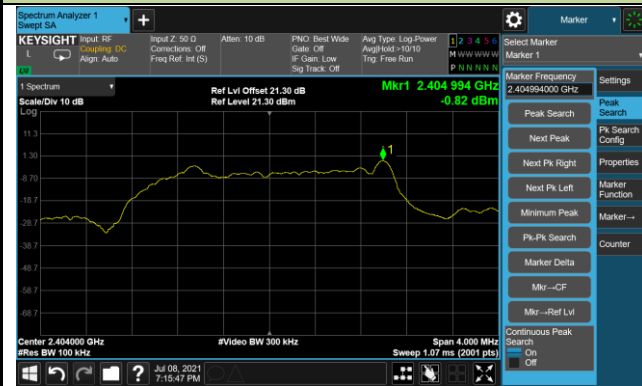 Spectrum Analyzer 1
Swept SA
Marker
KEYSIGHT
L
Input: RF
Coupling: DC
Align: Auto
Input Z: 50 Ω
Corrections: Off
Freq Ref: Int (S)
Atten: 10 dB
PNO: Best Wide
Gate: Off
IF Gain: Low
Sig Track: Off
Avg Type: Log-Power
Avg|Hold:>10/10
Trig: Free Run
1 2 3 4 5 6
M W W W W W
P N N N N N
Select Marker
Marker 1
1 Spectrum
Scale/Div 10 dB
Log
Ref Lvl Offset 21.30 dB
Ref Level 21.30 dBm
Mkr1 2.404 994 GHz
-0.82 dBm
11.3
1.30
-8.70
-18.7
-28.7
-38.7
-48.7
-58.7
-68.7
1
Center 2.404000 GHz
#Res BW 100 kHz
#Video BW 300 kHz
Span 4.000 MHz
Sweep 1.07 ms (2001 pts)
Marker Frequency
2.404994000 GHz
Peak Search
Next Peak
Next Pk Right
Next Pk Left
Minimum Peak
Pk-Pk Search
Marker Delta
Mkr→CF
Mkr→Ref Lvl
Continuous Peak
Search
On
Off
Settings
Peak
Search
Pk Search
Config
Properties
Marker
Function
Marker→
Counter
Jul 08, 2021
7:15:47 PM